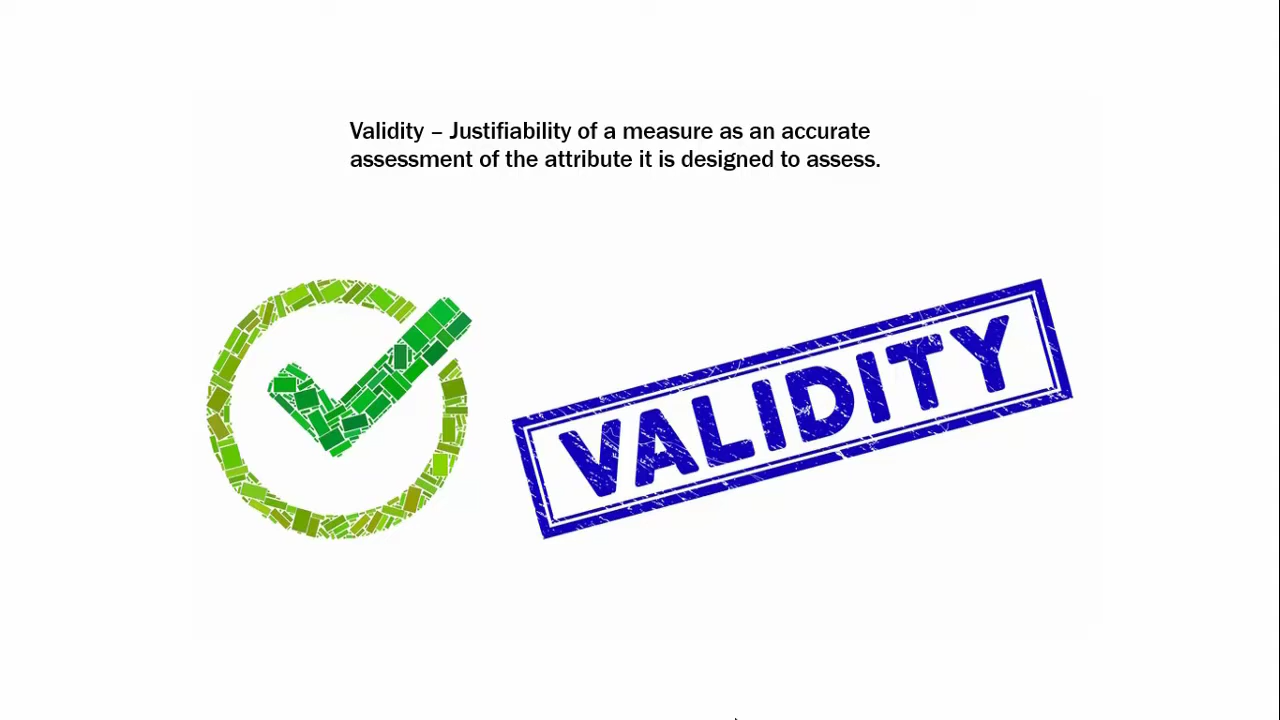 Validity – Justifiability of a measure as an accurate
assessment of the attribute it is designed to assess.
VALIDITY